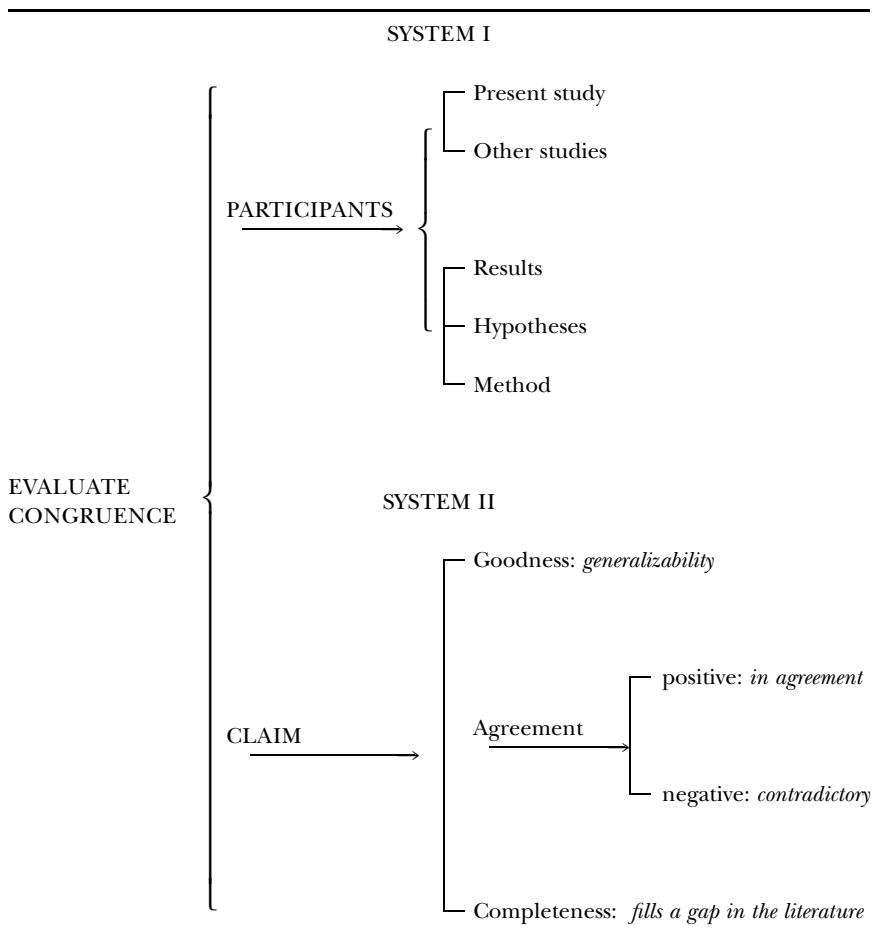 SYSTEM I
Present study
Other studies
PARTICIPANTS
Results
Hypotheses
Method
EVALUATE
CONGRUENCE
SYSTEM II
Goodness: generalizability
positive: in agreement
Agreement
CLAIM
negative: contradictory
Completeness: fills a gap in the literature